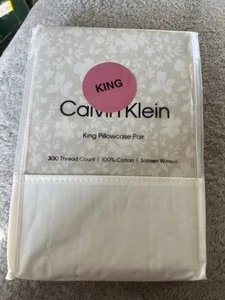 KING
Calvin Klein
King Pillowcase Pair
300 Thread Count | 100% Cotton | Sateen Weave